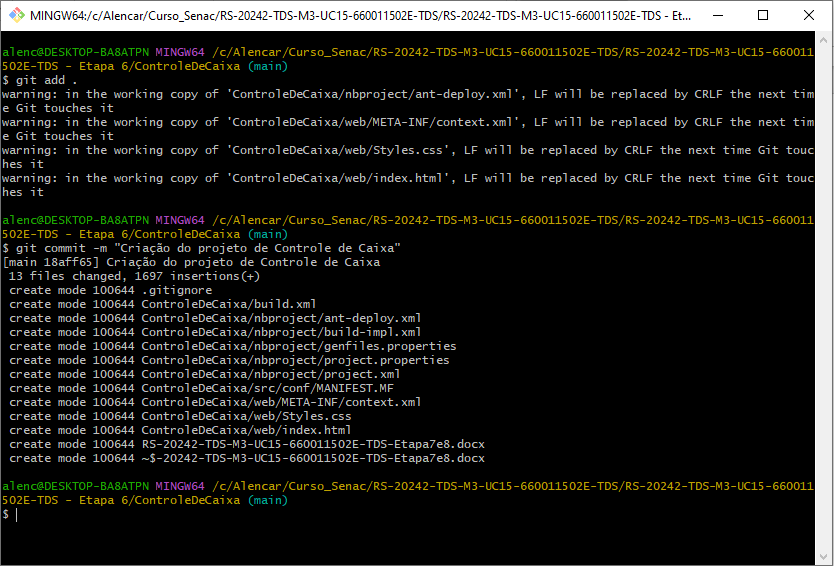 MINGW64:/c/Alencar/Curso_Senac/RS-20242-TDS-M3-UC15-660011502E-TDS/RS-20242-TDS-M3-UC15-660011502E-TDS - Et...
alenc@DESKTOP-BA8ATPN MINGW64 /c/Alencar/Curso_Senac/RS-20242-TDS-M3-UC15-660011502E-TDS/RS-20242-TDS-M3-UC15-660011
502E-TDS - Etapa 6/ControleDeCaixa (main)
$ git add .
warning: in the working copy of 'ControleDeCaixa/nbproject/ant-deploy.xml', LF will be replaced by CRLF the next tim
e Git touches it
warning: in the working copy of 'ControleDeCaixa/web/META-INF/context.xml', LF will be replaced by CRLF the next tim
e Git touches it
warning: in the working copy of 'ControleDeCaixa/web/Styles.css', LF will be replaced by CRLF the next time Git touc
hes it
warning: in the working copy of 'ControleDeCaixa/web/index.html', LF will be replaced by CRLF the next time Git touc
hes it
alenc@DESKTOP-BA8ATPN MINGW64 /c/Alencar/Curso_Senac/RS-20242-TDS-M3-UC15-660011502E-TDS/RS-20242-TDS-M3-UC15-660011
502E-TDS - Etapa 6/ControleDeCaixa (main)
$ git commit -m "Criação do projeto de Controle de Caixa"
[main 18aff65] Criação do projeto de Controle de Caixa
 13 files changed, 1697 insertions(+)
 create mode 100644 .gitignore
 create mode 100644 ControleDeCaixa/build.xml
 create mode 100644 ControleDeCaixa/nbproject/ant-deploy.xml
 create mode 100644 ControleDeCaixa/nbproject/build-impl.xml
 create mode 100644 ControleDeCaixa/nbproject/genfiles.properties
 create mode 100644 ControleDeCaixa/nbproject/project.properties
 create mode 100644 ControleDeCaixa/nbproject/project.xml
 create mode 100644 ControleDeCaixa/src/conf/MANIFEST.MF
 create mode 100644 ControleDeCaixa/web/META-INF/context.xml
 create mode 100644 ControleDeCaixa/web/Styles.css
 create mode 100644 ControleDeCaixa/web/index.html
 create mode 100644 RS-20242-TDS-M3-UC15-660011502E-TDS-Etapa7e8.docx
 create mode 100644 ~$-20242-TDS-M3-UC15-660011502E-TDS-Etapa7e8.docx
alenc@DESKTOP-BA8ATPN MINGW64 /c/Alencar/Curso_Senac/RS-20242-TDS-M3-UC15-660011502E-TDS/RS-20242-TDS-M3-UC15-660011
502E-TDS - Etapa 6/ControleDeCaixa (main)
$